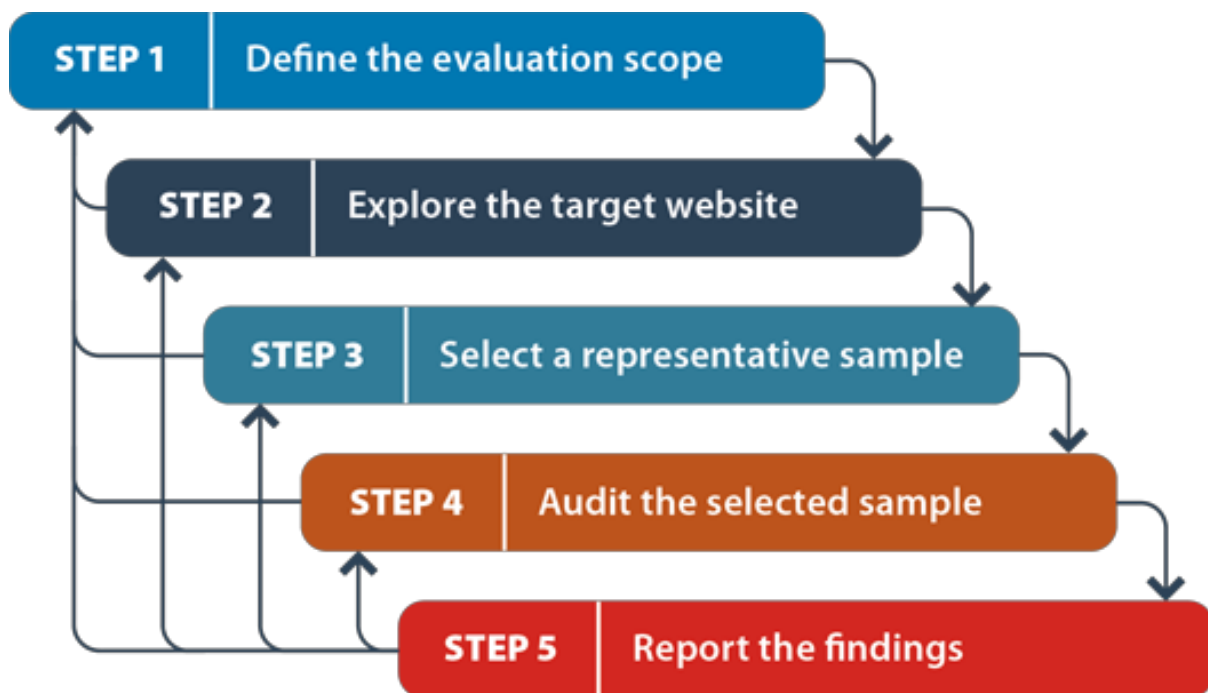 STEP 1 Define the evaluation scope
STEP 2 Explore the target website
STEP 3 Select a representative sample
STEP 4 Audit the selected sample
STEP 5 Report the findings